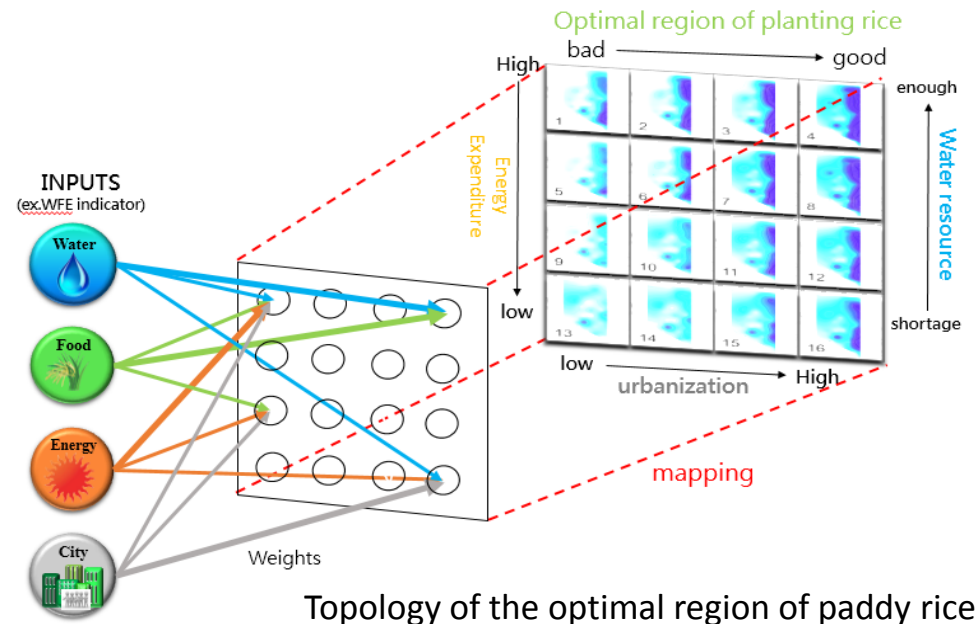 Optimal region of planting rice
bad
good
High
enough
1
2
3
4
Energy
Expenditure
Water resource
5
6
7
8
9
10
11
12
low
shortage
13
14
15
16
low
urbanization
High
INPUTS
(ex.WFE indicator)
Water
Food
Energy
City
mapping
Weights
Topology of the optimal region of paddy rice